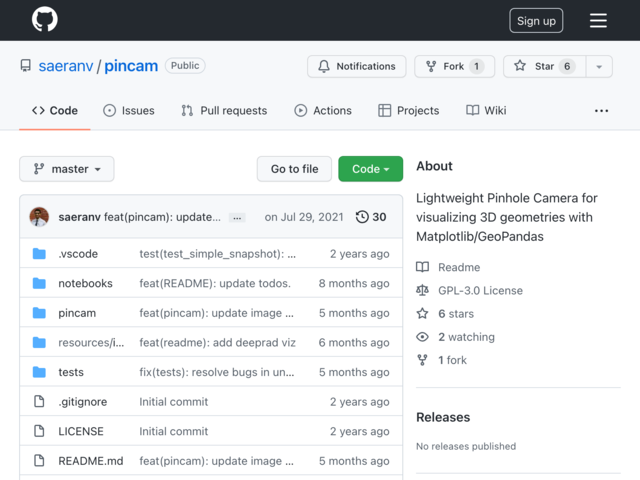 Sign up
saeranv / pincam Public
Notifications Fork 1 Star 6
Code Issues Pull requests Actions Projects Wiki ...
master Go to file Code
saeranv feat(pincam): update... ... on Jul 29, 2021 30
.vscode test(test_simple_snapshot): ... 2 years ago
notebooks feat(README): update todos. 8 months ago
pincam feat(pincam): update image ... 5 months ago
resources/i... feat(readme): add deeprad viz 6 months ago
tests fix(tests): resolve bugs in un... 5 months ago
.gitignore Initial commit 2 years ago
LICENSE Initial commit 2 years ago
README.md feat(pincam): update image ... 5 months ago
About
Lightweight Pinhole Camera for
visualizing 3D geometries with
Matplotlib/GeoPandas
Readme
GPL-3.0 License
6 stars
2 watching
1 fork
Releases
No releases published